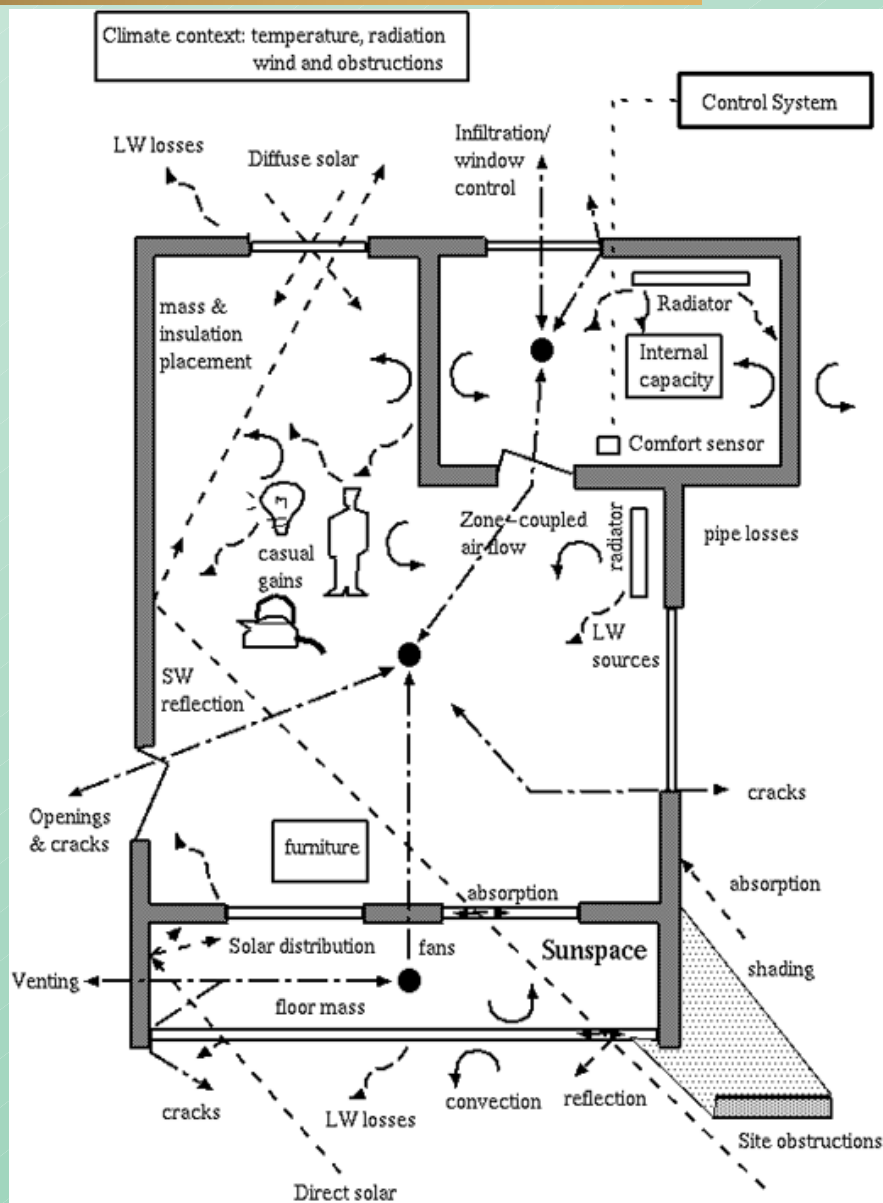 Climate context: temperature, radiation
wind and obstructions
Control System
LW losses
Diffuse solar
Infiltration/
window
control
mass &
insulation
placement
Radiator
Internal
capacity
Comfort sensor
casual
gains
Zone-coupled
air flow
radiator
pipe losses
LW
sources
SW
reflection
Openings
& cracks
cracks
furniture
absorption
absorption
Solar distribution
fans
Sunspace
shading
Venting
floor mass
cracks
LW losses
convection
reflection
Site obstructions
Direct solar